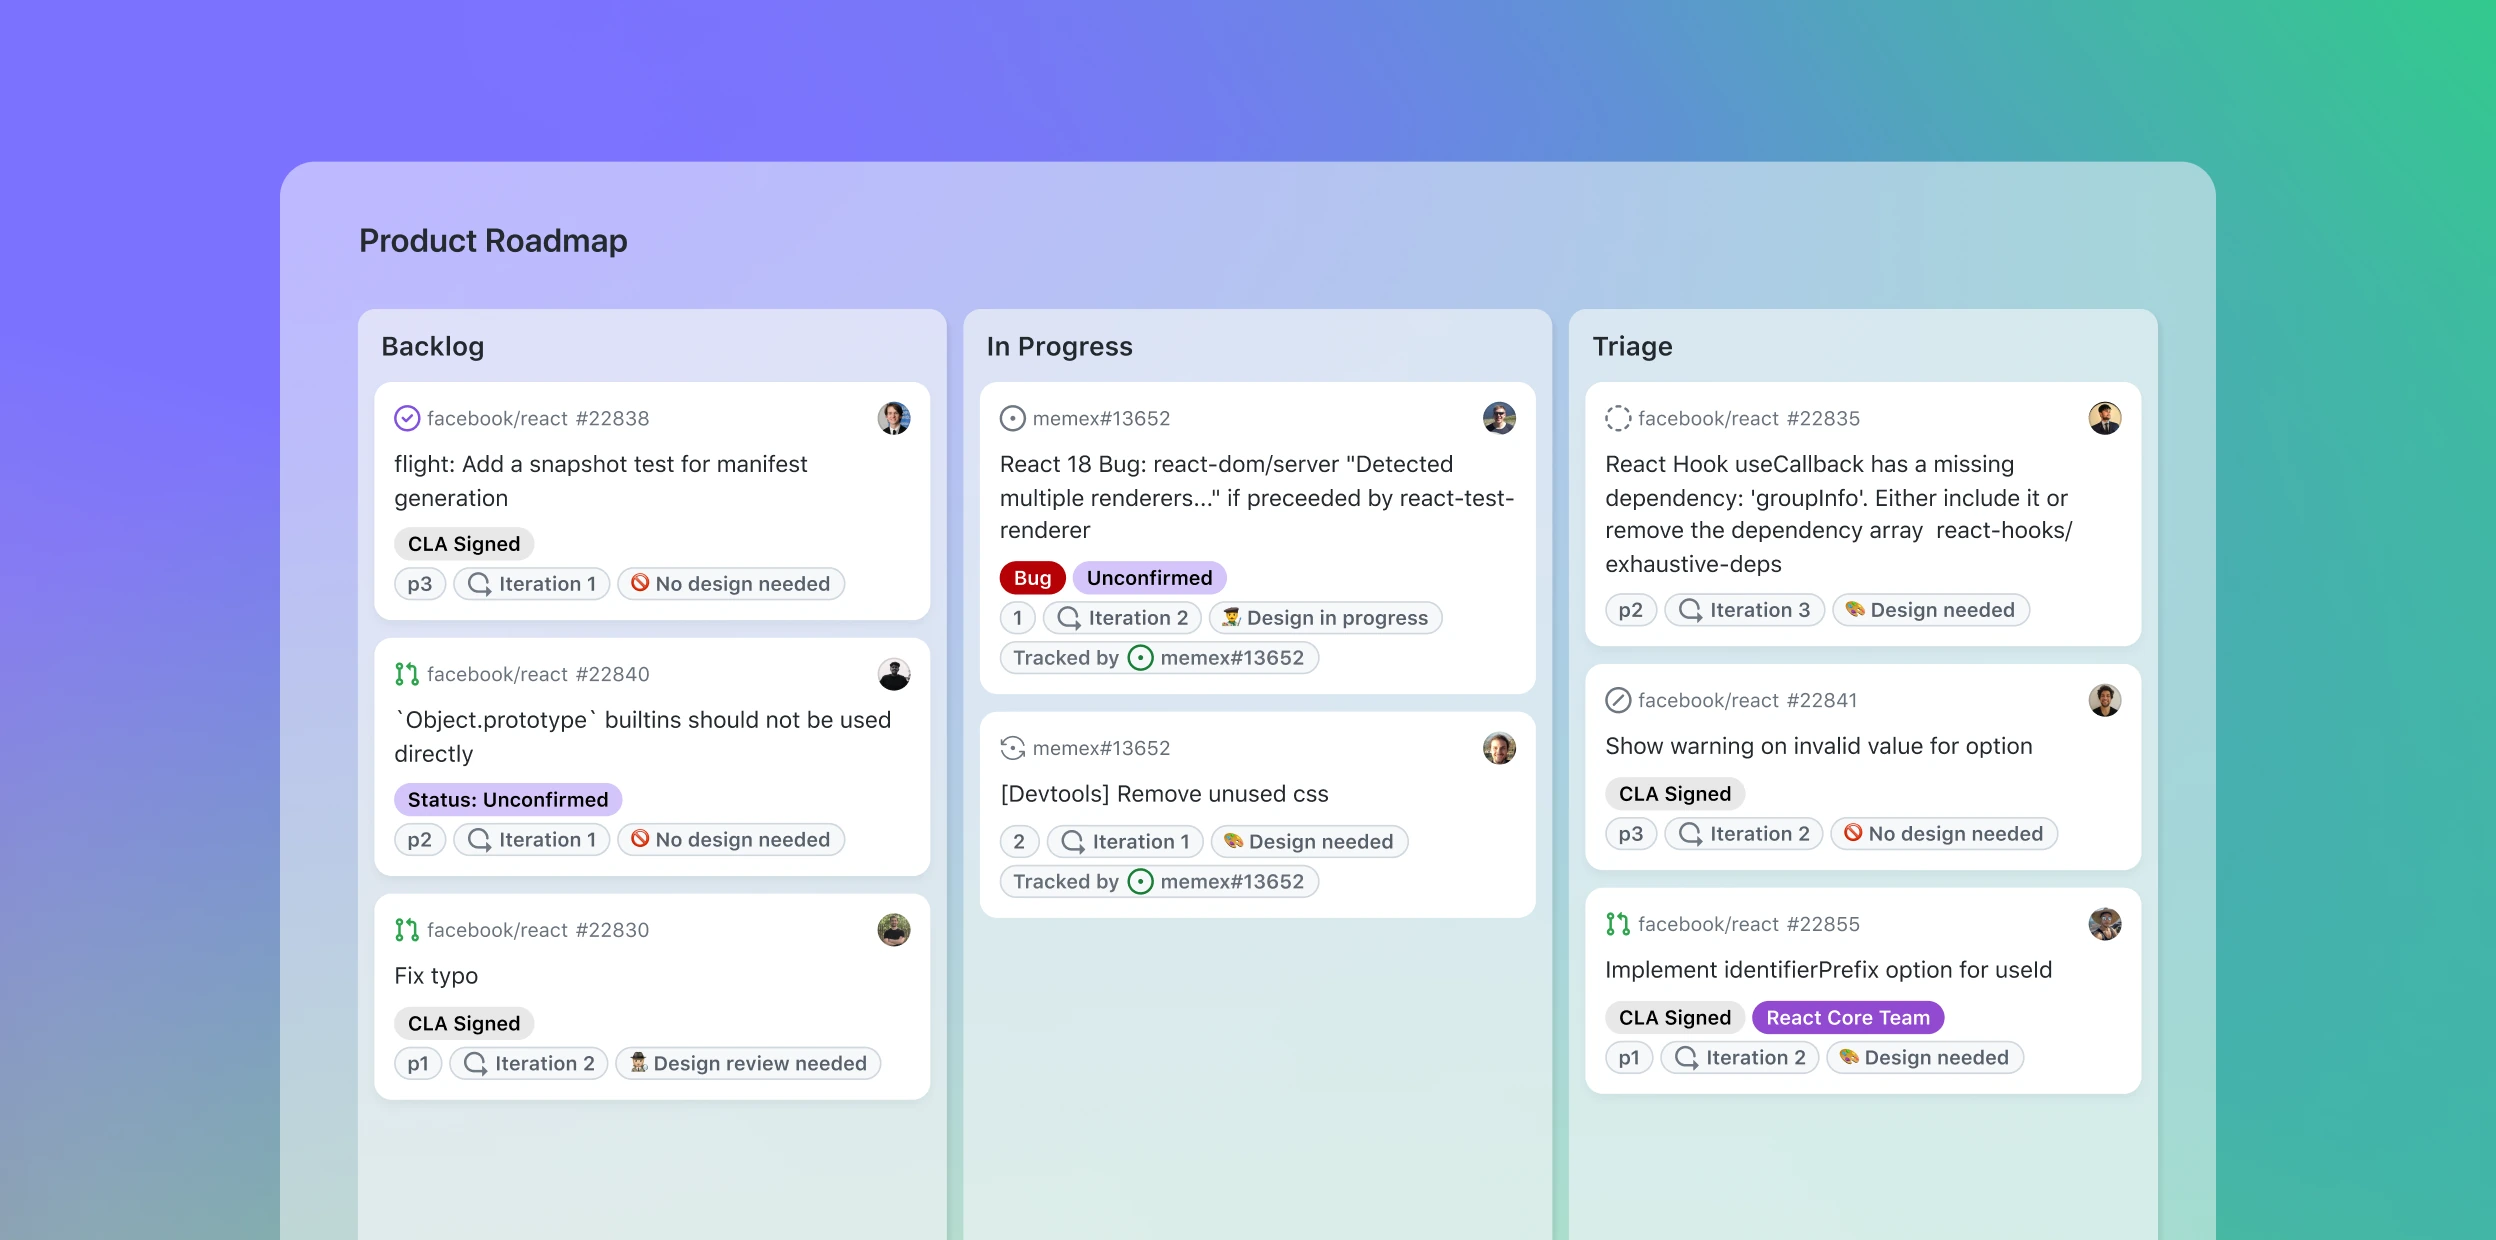 Product Roadmap
Backlog
facebook/react #22838
flight: Add a snapshot test for manifest
generation
CLA Signed
p3 Iteration 1 No design needed
facebook/react #22840
`Object.prototype` builtins should not be used
directly
Status: Unconfirmed
p2 Iteration 1 No design needed
facebook/react #22830
Fix typo
CLA Signed
p1 Iteration 2 Design review needed
In Progress
memex#13652
React 18 Bug: react-dom/server "Detected
multiple renderers..." if preceeded by react-test-
renderer
Bug Unconfirmed
1 Iteration 2 Design in progress
Tracked by memex#13652
memex#13652
[Devtools] Remove unused css
2 Iteration 1 Design needed
Tracked by memex#13652
Triage
facebook/react #22835
React Hook useCallback has a missing
dependency: 'groupInfo'. Either include it or
remove the dependency array react-hooks/
exhaustive-deps
p2 Iteration 3 Design needed
facebook/react #22841
Show warning on invalid value for option
CLA Signed
p3 Iteration 2 No design needed
facebook/react #22855
Implement identifierPrefix option for useId
CLA Signed React Core Team
p1 Iteration 2 Design needed